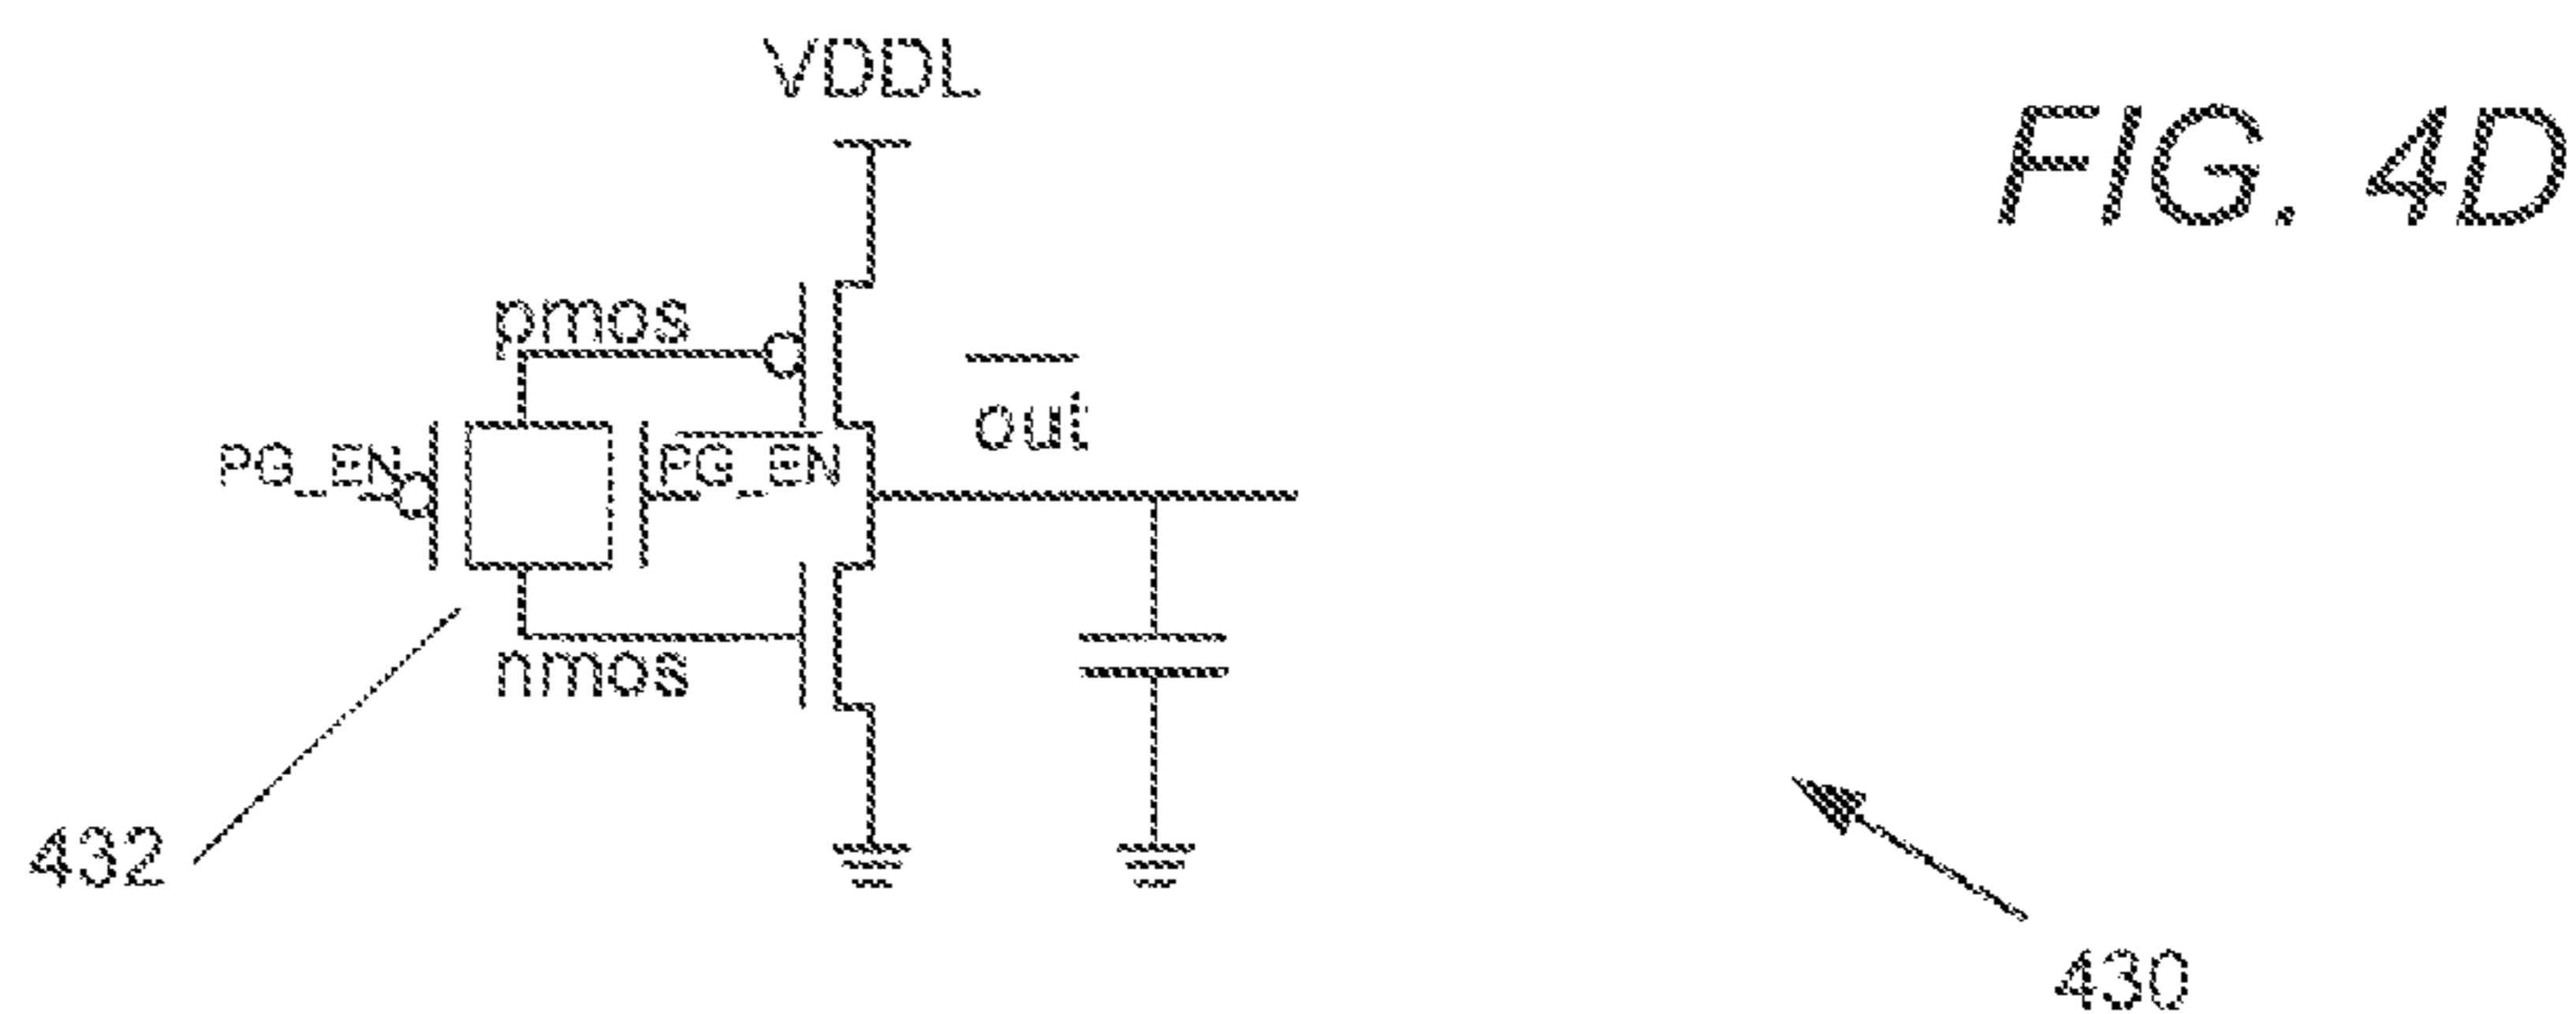 VDDL
FIG. 4D
pmos
out
PG_EN
PG_EN
nmos
432
430